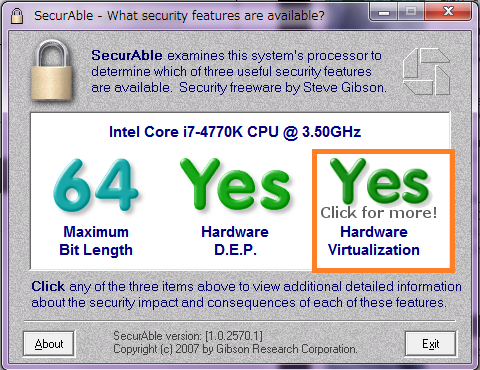 SecurAble - What security features are available?
SecurAble examines this system's processor to
determine which of three useful security features
are available. Security freeware by Steve Gibson.
Intel Core i7-4770K CPU @ 3.50GHz
64 Yes Yes
Click for more!
Maximum Hardware Hardware
Bit Length D.E.P. Virtualization
Click any of the three items above to view additional detailed information
about the security impact and consequences of each of these features.
About
SecurAble version: [1.0.2570.1]
Copyright (c) 2007 by Gibson Research Corporation.
Exit